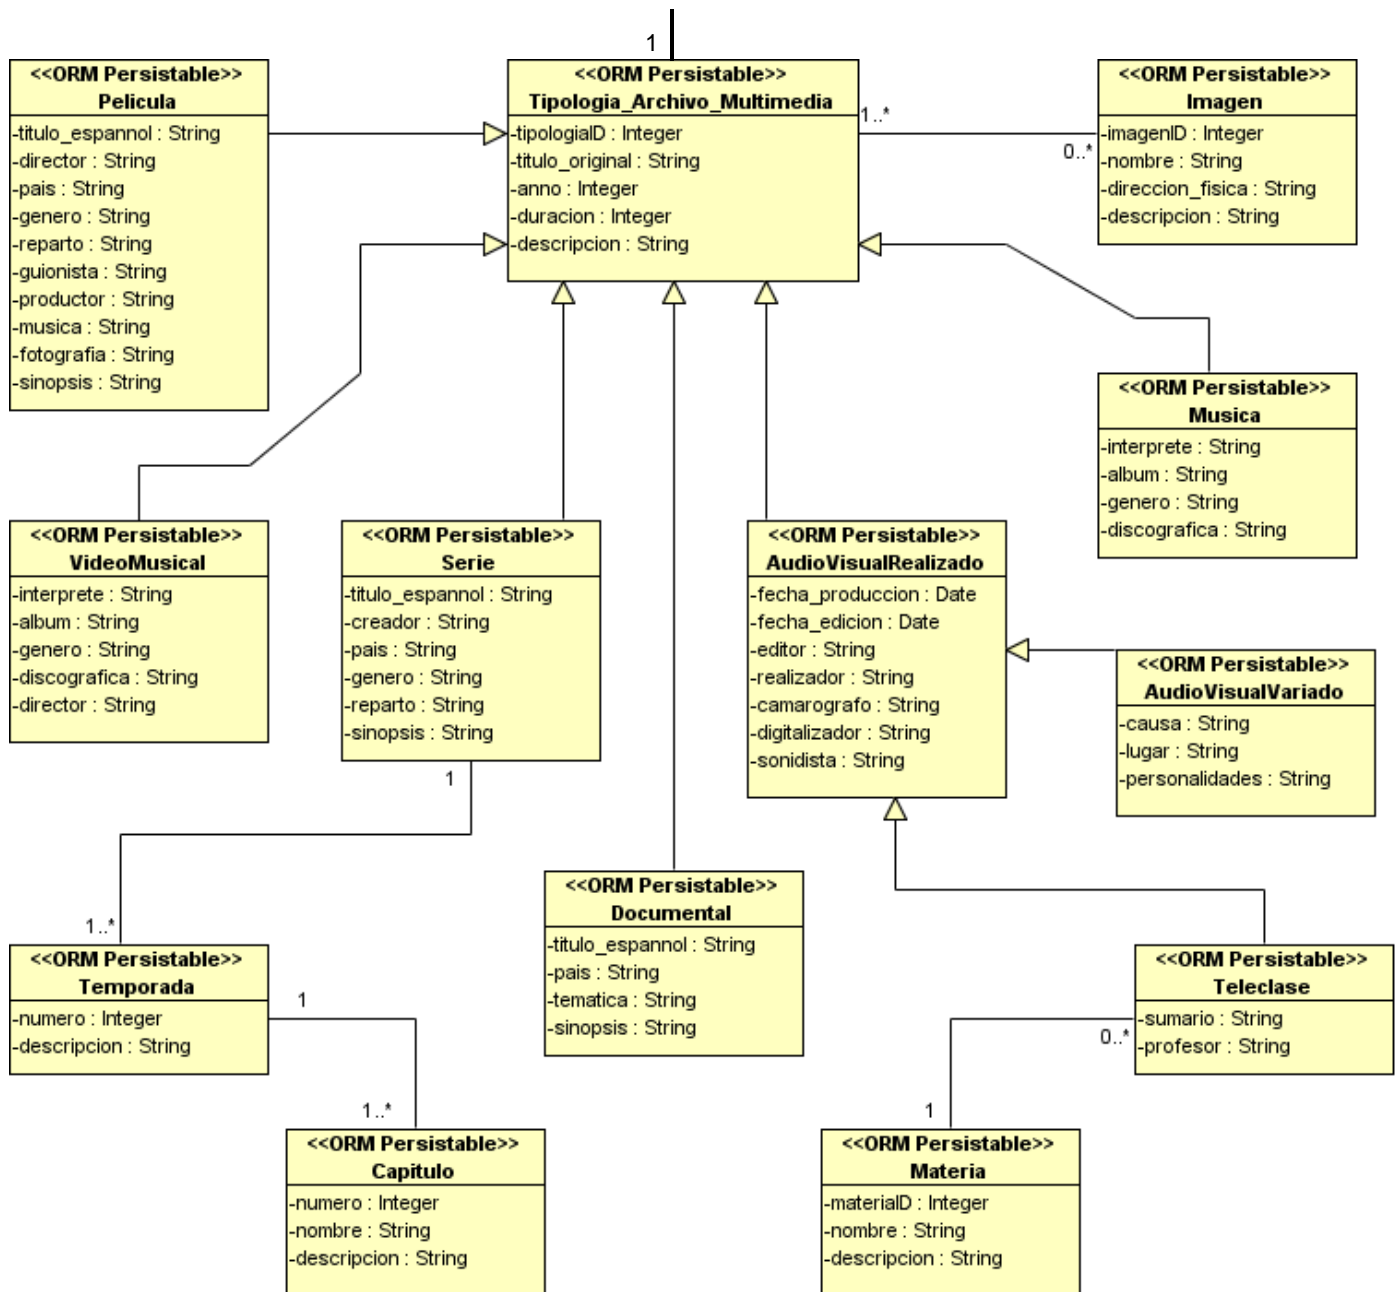 1
<<ORM Persistable>>
Pelicula
-titulo_espannol : String
-director : String
-pais : String
-genero : String
-reparto : String
-guionista : String
-productor : String
-musica : String
-fotografia : String
-sinopsis : String
<<ORM Persistable>>
Tipologia_Archivo_Multimedia
-tipologiaID : Integer
-titulo_original : String
-anno : Integer
-duracion : Integer
-descripcion : String
1..*
0..*
<<ORM Persistable>>
Imagen
-imagenID : Integer
-nombre : String
-direccion_fisica : String
-descripcion : String
<<ORM Persistable>>
Musica
-interprete : String
-album : String
-genero : String
-discografica : String
<<ORM Persistable>>
VideoMusical
-interprete : String
-album : String
-genero : String
-discografica : String
-director : String
<<ORM Persistable>>
Serie
-titulo_espannol : String
-creador : String
-pais : String
-genero : String
-reparto : String
-sinopsis : String
<<ORM Persistable>>
AudioVisualRealizado
-fecha_produccion : Date
-fecha_edicion : Date
-editor : String
-realizador : String
-camarografo : String
-digitalizador : String
-sonidista : String
<<ORM Persistable>>
AudioVisualVariado
-causa : String
-lugar : String
-personalidades : String
1
1..*
<<ORM Persistable>>
Temporada
-numero : Integer
-descripcion : String
1
1..*
<<ORM Persistable>>
Documental
-titulo_espannol : String
-pais : String
-tematica : String
-sinopsis : String
<<ORM Persistable>>
Teleclase
-sumario : String
-profesor : String
0..*
1
<<ORM Persistable>>
Capitulo
-numero : Integer
-nombre : String
-descripcion : String
<<ORM Persistable>>
Materia
-materiaID : Integer
-nombre : String
-descripcion : String